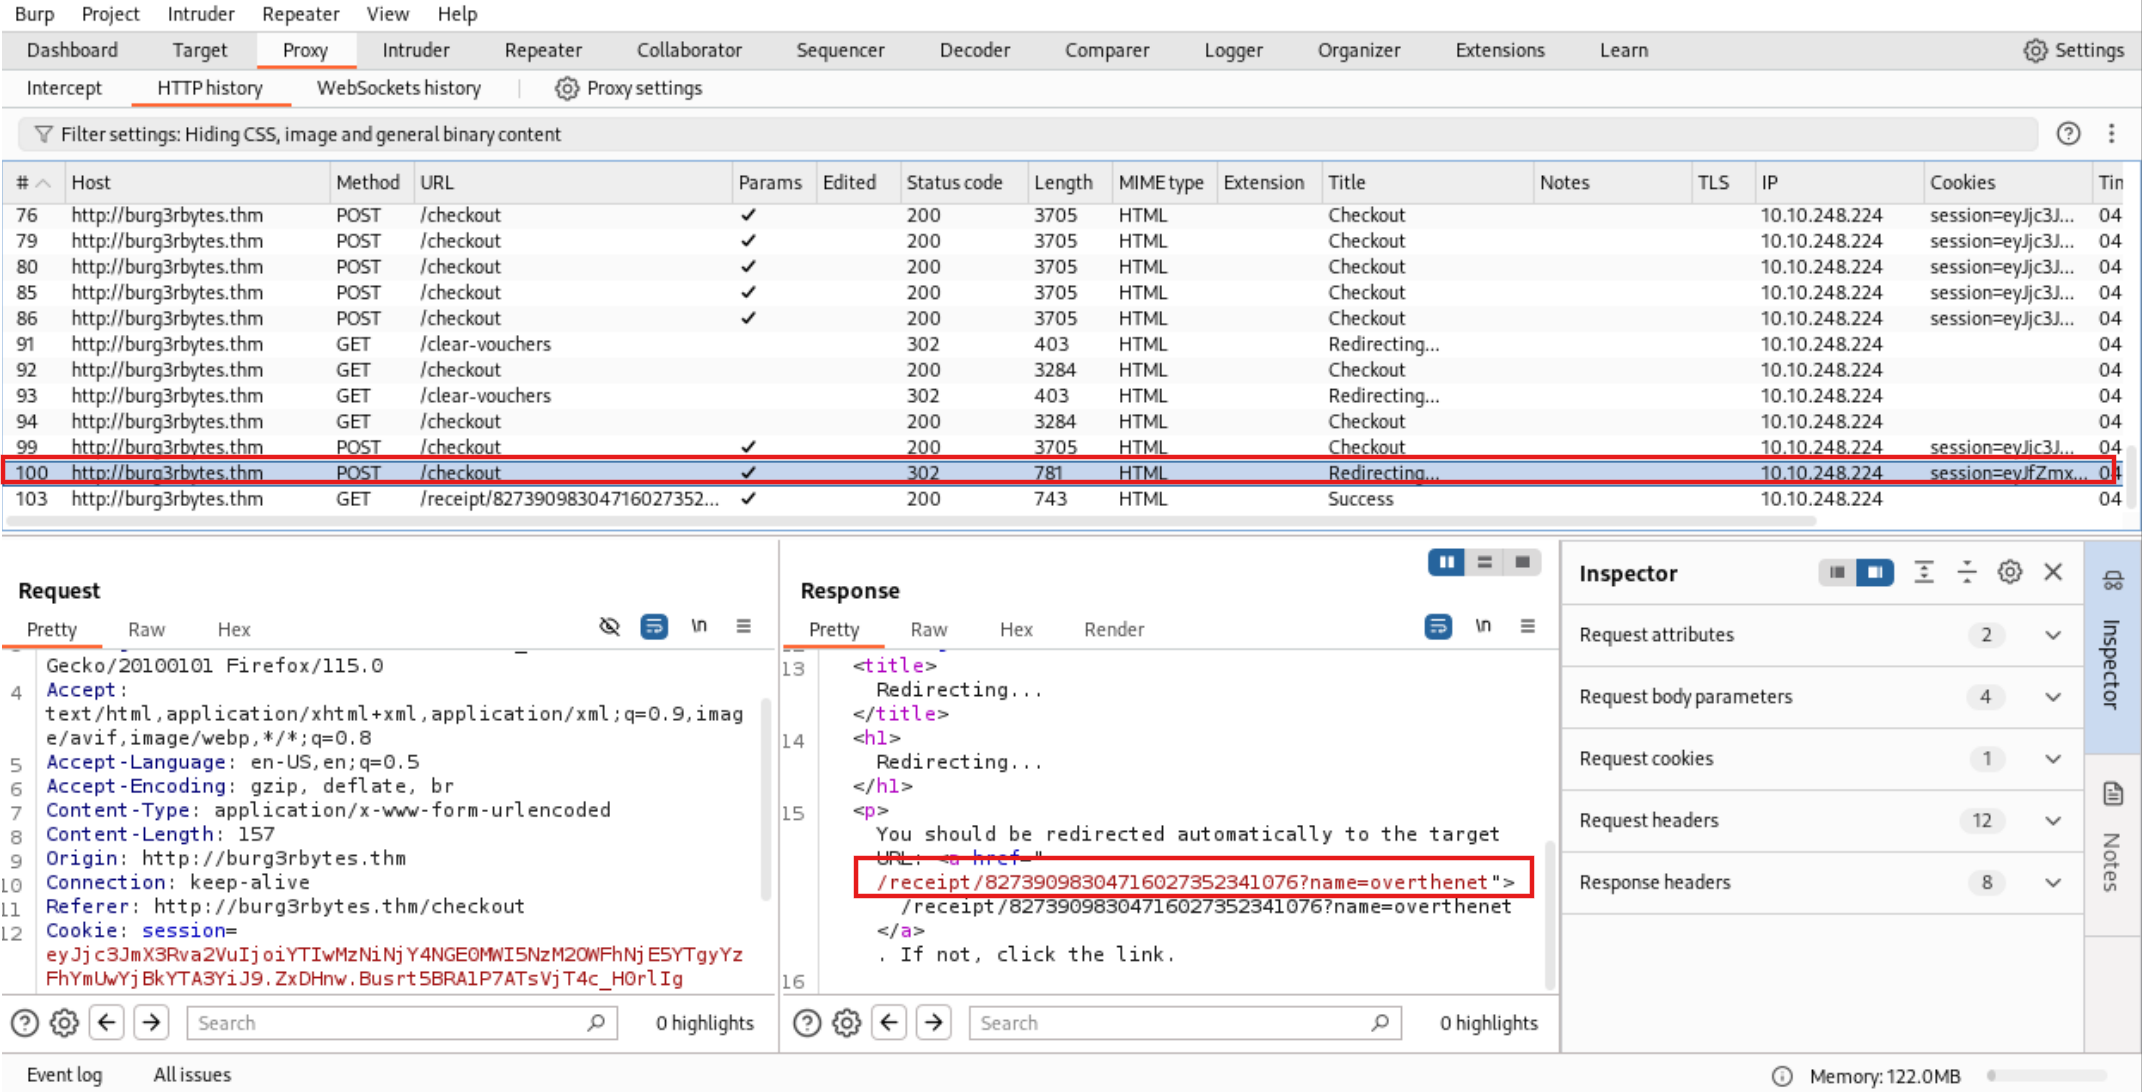 Burp Project Intruder Repeater View Help
Dashboard Target Proxy Intruder Repeater Collaborator Sequencer Decoder Comparer Logger Organizer Extensions Learn Settings
Intercept HTTP history WebSockets history Proxy settings
Filter settings: Hiding CSS, image and general binary content
# Host Method URL Params Edited Status code Length MIME type Extension Title Notes TLS IP Cookies Tir
76 http://burg3rbytes.thm POST /checkout ✓ 200 3705 HTML Checkout 10.10.248.224 session=eyJjc3J... 04
79 http://burg3rbytes.thm POST /checkout ✓ 200 3705 HTML Checkout 10.10.248.224 session=eyJjc3J... 04
80 http://burg3rbytes.thm POST /checkout ✓ 200 3705 HTML Checkout 10.10.248.224 session=eyJjc3J... 04
85 http://burg3rbytes.thm POST /checkout ✓ 200 3705 HTML Checkout 10.10.248.224 session=eyJjc3J... 04
86 http://burg3rbytes.thm POST /checkout ✓ 200 3705 HTML Checkout 10.10.248.224 session=eyJjc3J... 04
91 http://burg3rbytes.thm GET /clear-vouchers 302 403 HTML Redirecting... 10.10.248.224 04
92 http://burg3rbytes.thm GET /checkout 200 3284 HTML Checkout 10.10.248.224 04
93 http://burg3rbytes.thm GET /clear-vouchers 302 403 HTML Redirecting... 10.10.248.224 04
94 http://burg3rbytes.thm GET /checkout 200 3284 HTML Checkout 10.10.248.224 04
99 http://burg3rbytes.thm POST /checkout ✓ 200 3705 HTML Checkout 10.10.248.224 session=eyJjc3J... 04
100 http://burg3rbytes.thm POST /checkout ✓ 302 781 HTML Redirecting... 10.10.248.224 session=eyJfZmx... 04
103 http://burg3rbytes.thm GET /receipt/82739098304716027352... ✓ 200 743 HTML Success 10.10.248.224 04
Request
Pretty Raw Hex \n
Gecko/20100101 Firefox/115.0
4 Accept:
text/html,application/xhtml+xml,application/xml;q=0.9,imag
e/avif,image/webp,*/*;q=0.8
5 Accept-Language: en-US,en;q=0.5
6 Accept-Encoding: gzip, deflate, br
7 Content-Type: application/x-www-form-urlencoded
8 Content-Length: 157
9 Origin: http://burg3rbytes.thm
10 Connection: keep-alive
11 Referer: http://burg3rbytes.thm/checkout
12 Cookie: session=
eyJjc3JmX3Rva2VuIjoiYTIwMzNiNjY4NGE0MWI5NzM2OWFhNjE5YTgyYz
FhYmUwYjBkYTA3YiJ9.ZxDHnw.Busrt5BRAlP7ATsVjT4c_H0rlIg
Search 0 highlights
Response
Pretty Raw Hex Render \n
13 <title>
Redirecting...
</title>
14 <h1>
Redirecting...
</h1>
15 <p>
You should be redirected automatically to the target
URL: <a href="
/receipt/82739098304716027352341076?name=overthenet">
/receipt/82739098304716027352341076?name=overthenet
</a>
. If not, click the link.
16
Search 0 highlights
Inspector
Request attributes 2
Request body parameters 4
Request cookies 1
Request headers 12
Response headers 8
Inspector
Notes
Event log All issues Memory: 122.0MB